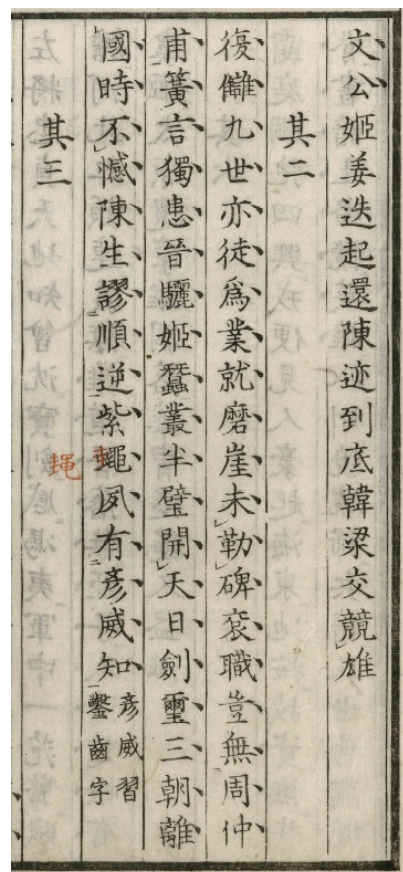 文公姬姜迭起還陳迹到底韓梁交競雄
其二
復讎九世亦徒爲業就磨崖未勒碑袞職豈無周仲
甫簧言獨患晉驪姬蠶叢半璧開天日劍璽三朝離
國時不憾陳生謬順逆紫蠅夙有彥威知彥威習
鑿齒字
其三